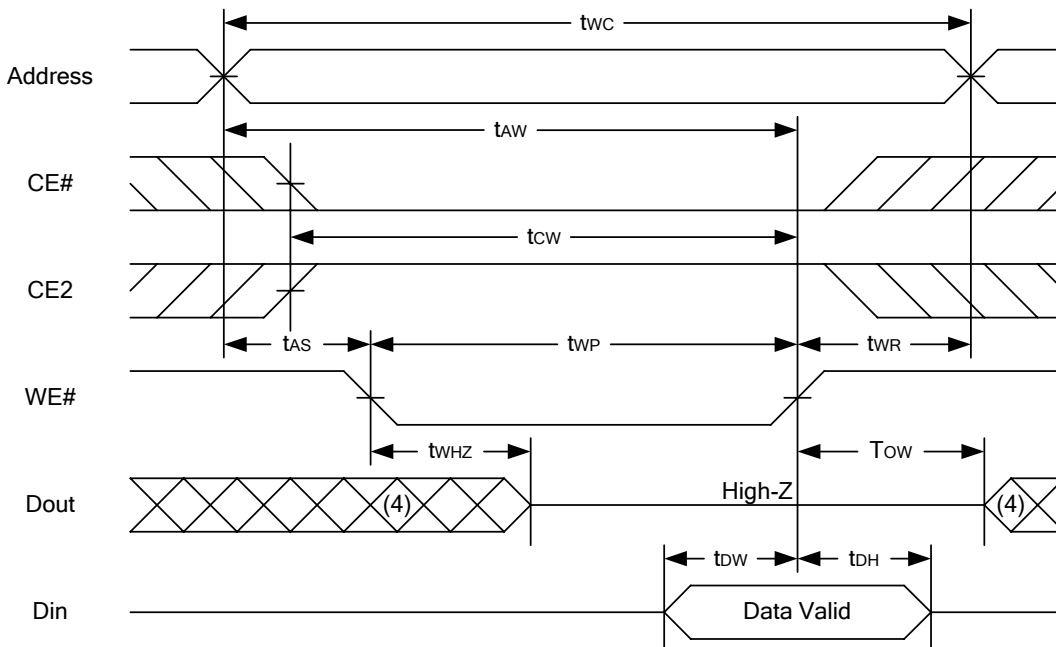 tWC
Address
tAW
CE#
tCW
CE2
tAS tWP tWR
WE#
tWHZ TOW
Dout (4) High-Z (4)
tDW tDH
Din Data Valid